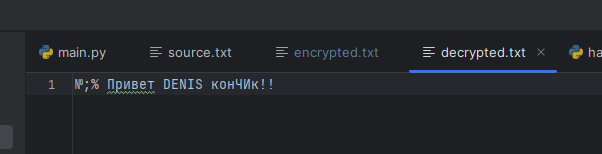 main.py source.txt encrypted.txt decrypted.txt × ha
1 №;% Привет DENIS конЧИк!!